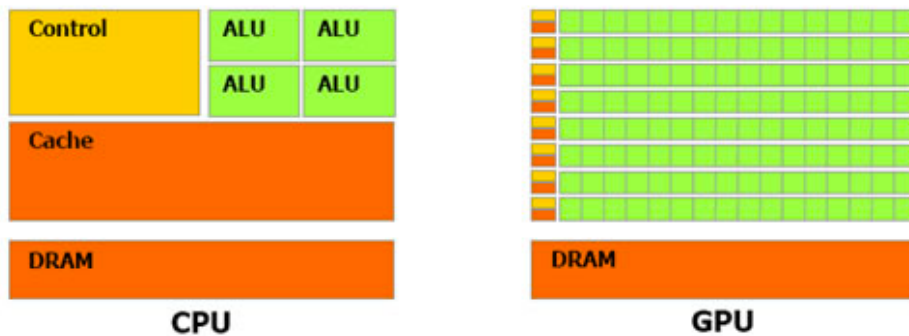 Control
ALU ALU
ALU ALU
Cache
DRAM
CPU
DRAM
GPU